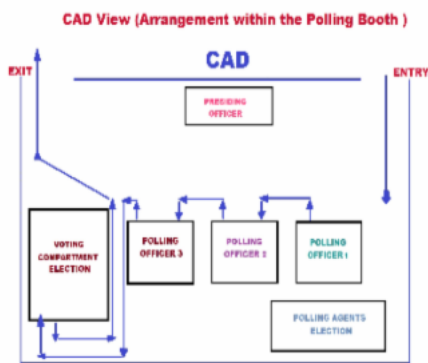 CAD View (Arrangement within the Polling Booth )
CAD
EXIT
ENTRY
PRESIDING
OFFICER
VOTING
COMPARTMENT
ELECTION
POLLING
OFFICER 3
POLLING
OFFICER 2
POLLING
OFFICER 1
POLLING AGENTS
ELECTION